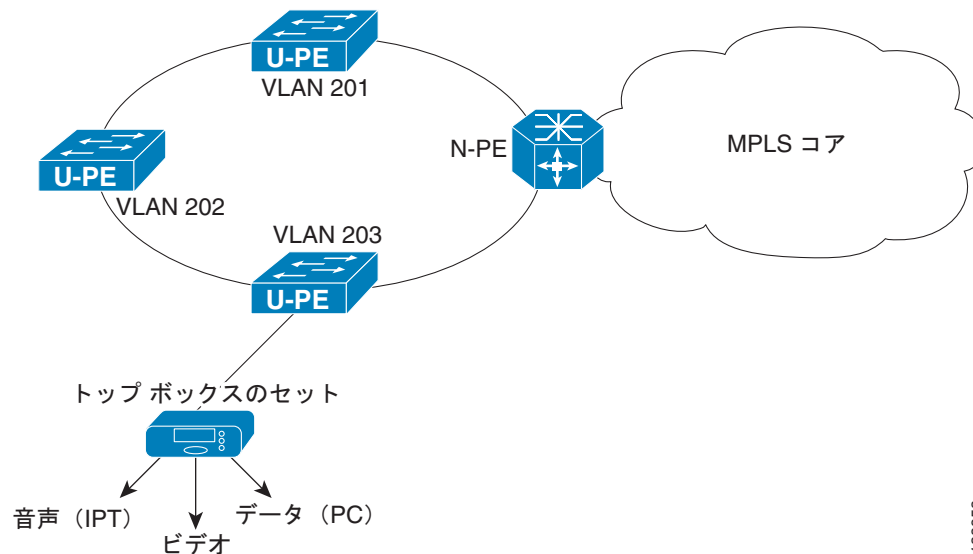 U-PE
VLAN 201
N-PE
MPLS コア
U-PE
VLAN 202
VLAN 203
U-PE
トップ ボックスのセット
音声（IPT）
データ（PC）
ビデオ